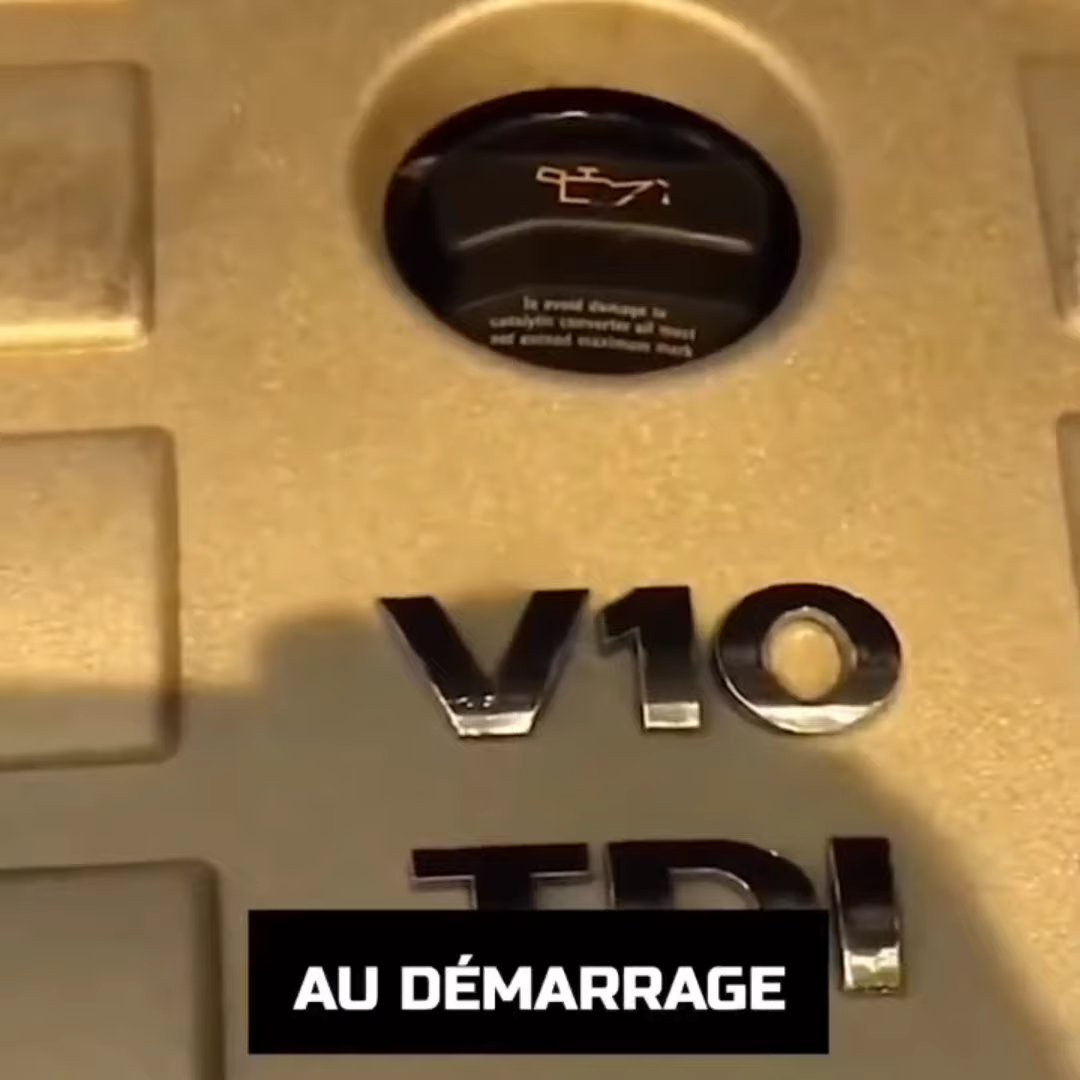 To avoid damage to
catalytic converter oil must
not exceed maximum mark
V10
TDI
AU DÉMARRAGE